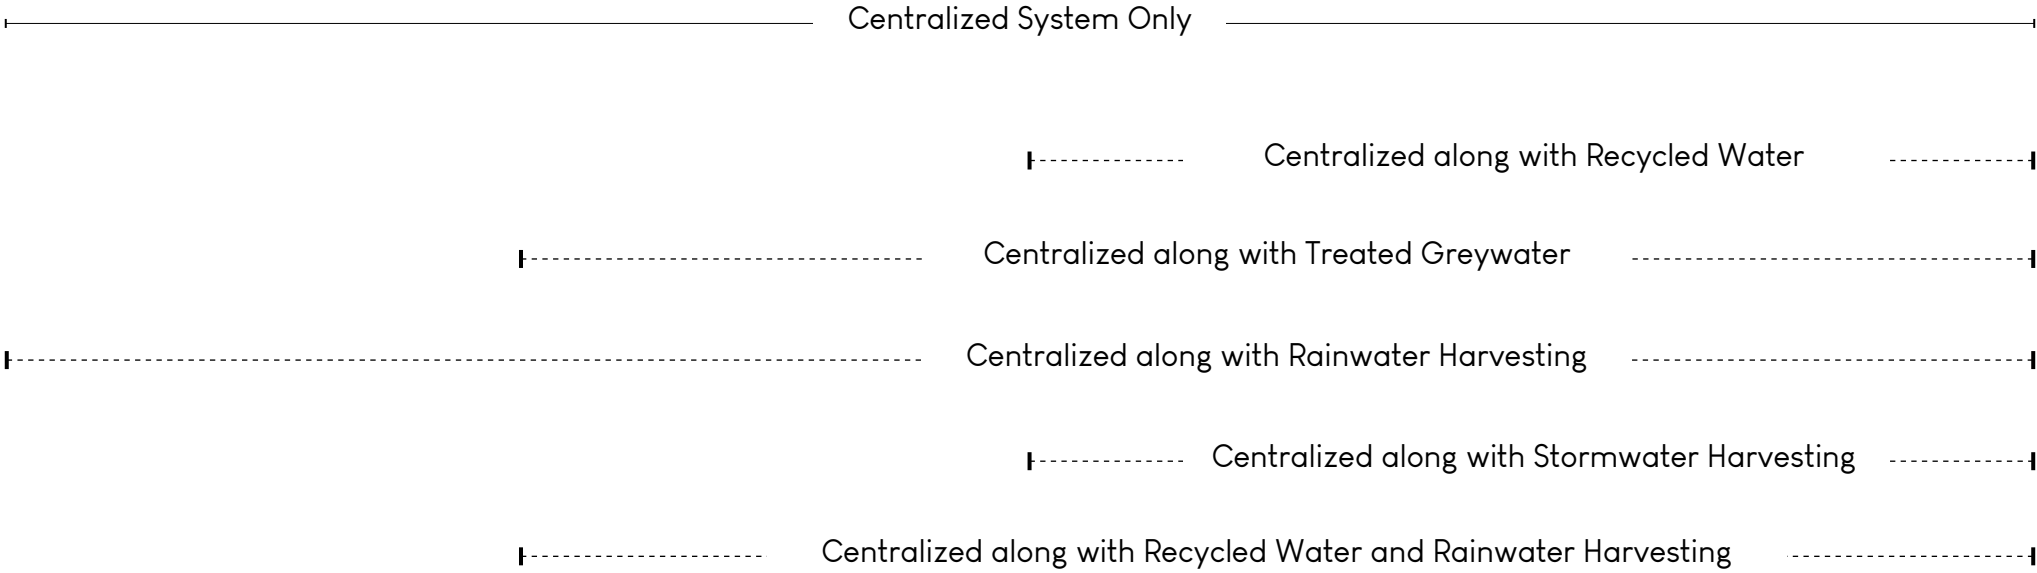 Centralized System Only
Centralized along with Recycled Water
Centralized along with Treated Greywater
Centralized along with Rainwater Harvesting
Centralized along with Stormwater Harvesting
Centralized along with Recycled Water and Rainwater Harvesting